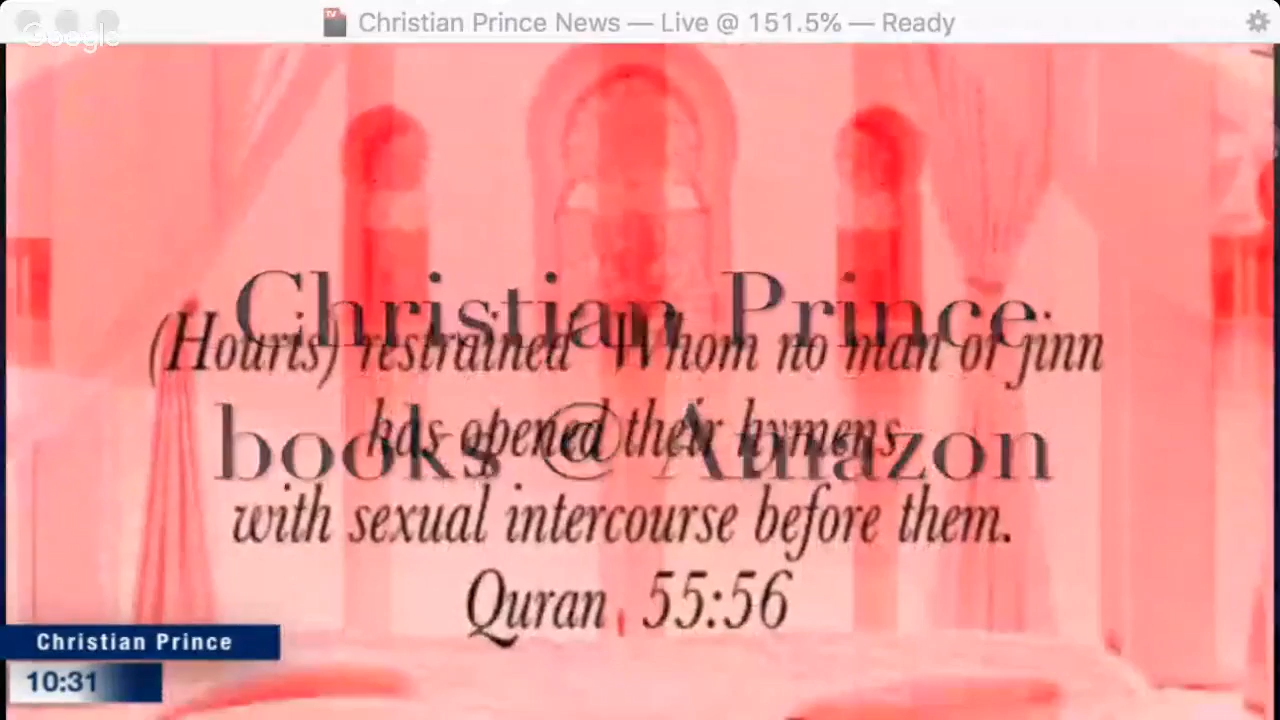 Christian Prince News — Live @ 151.5% — Ready
Google
Christian Prince
(Houris) restrained Whom no man or jinn
has opened their hymens
books @ Amazon
with sexual intercourse before them.
Quran 55:56
Christian Prince
10:31